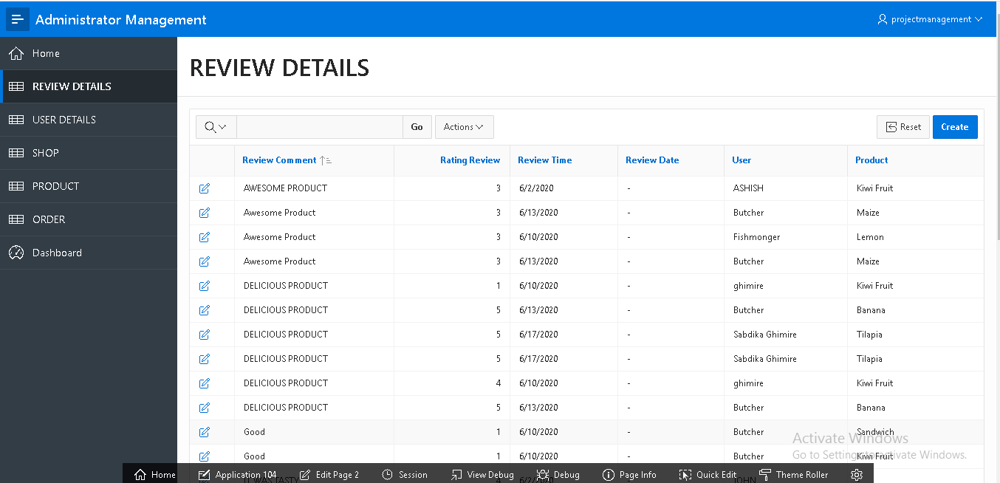 Administrator Management
projectmanagement
Home
REVIEW DETAILS
USER DETAILS
SHOP
PRODUCT
ORDER
Dashboard
REVIEW DETAILS
Go Actions Reset Create
Review Comment Rating Review Review Time Review Date User Product
AWESOME PRODUCT 3 6/2/2020 - ASHISH Kiwi Fruit
Awesome Product 3 6/13/2020 - Butcher Maize
Awesome Product 3 6/10/2020 - Fishmonger Lemon
Awesome Product 3 6/13/2020 - Butcher Maize
DELICIOUS PRODUCT 1 6/10/2020 - ghimire Kiwi Fruit
DELICIOUS PRODUCT 5 6/13/2020 - Butcher Banana
DELICIOUS PRODUCT 5 6/17/2020 - Sabdika Ghimire Tilapia
DELICIOUS PRODUCT 5 6/17/2020 - Sabdika Ghimire Tilapia
DELICIOUS PRODUCT 4 6/10/2020 - ghimire Kiwi Fruit
DELICIOUS PRODUCT 5 6/13/2020 - Butcher Banana
Good 1 6/10/2020 - Butcher Sandwich
Good 1 6/10/2020 - Butcher Kiwi Fruit
IT WAS TASTY 4 6/2/2020 - JOHN
Activate Windows
Go to Settings to activate Windows.
Home Application 104 Edit Page 2 Session View Debug Debug Page Info Quick Edit Theme Roller